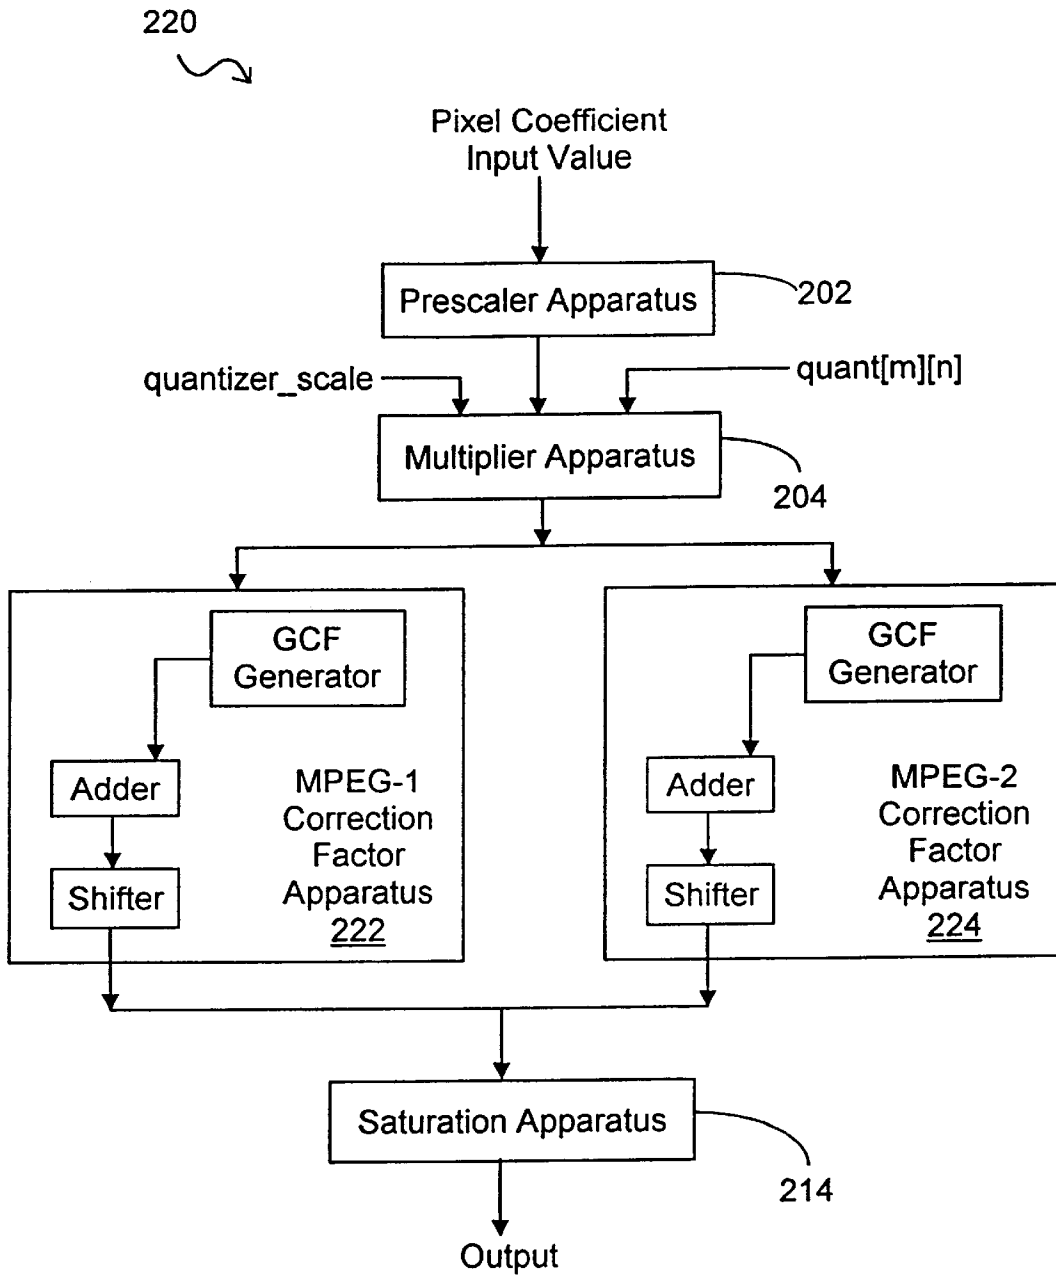 220
Pixel Coefficient
Input Value
Prescaler Apparatus
202
quantizer_scale
quant[m][n]
Multiplier Apparatus
204
GCF
Generator
Adder
Shifter
MPEG-1
Correction
Factor
Apparatus
222
GCF
Generator
Adder
Shifter
MPEG-2
Correction
Factor
Apparatus
224
Saturation Apparatus
214
Output